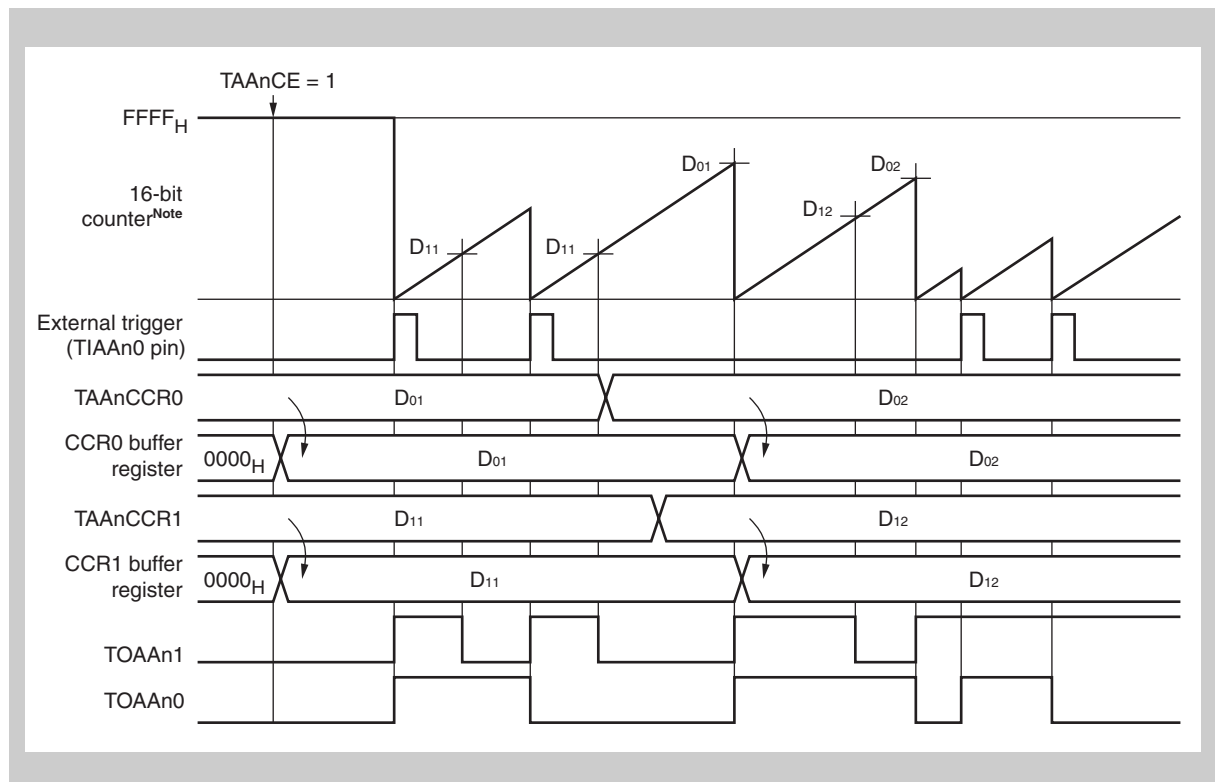 TAAnCE = 1
FFFFH
16-bit
counterNote
D01
D02
D12
D11
D11
External trigger
(TIAAn0 pin)
TAAnCCR0
D01
D02
CCR0 buffer
register
0000H
D01
D02
TAAnCCR1
D11
D12
CCR1 buffer
register
0000H
D11
D12
TOAAn1
TOAAn0